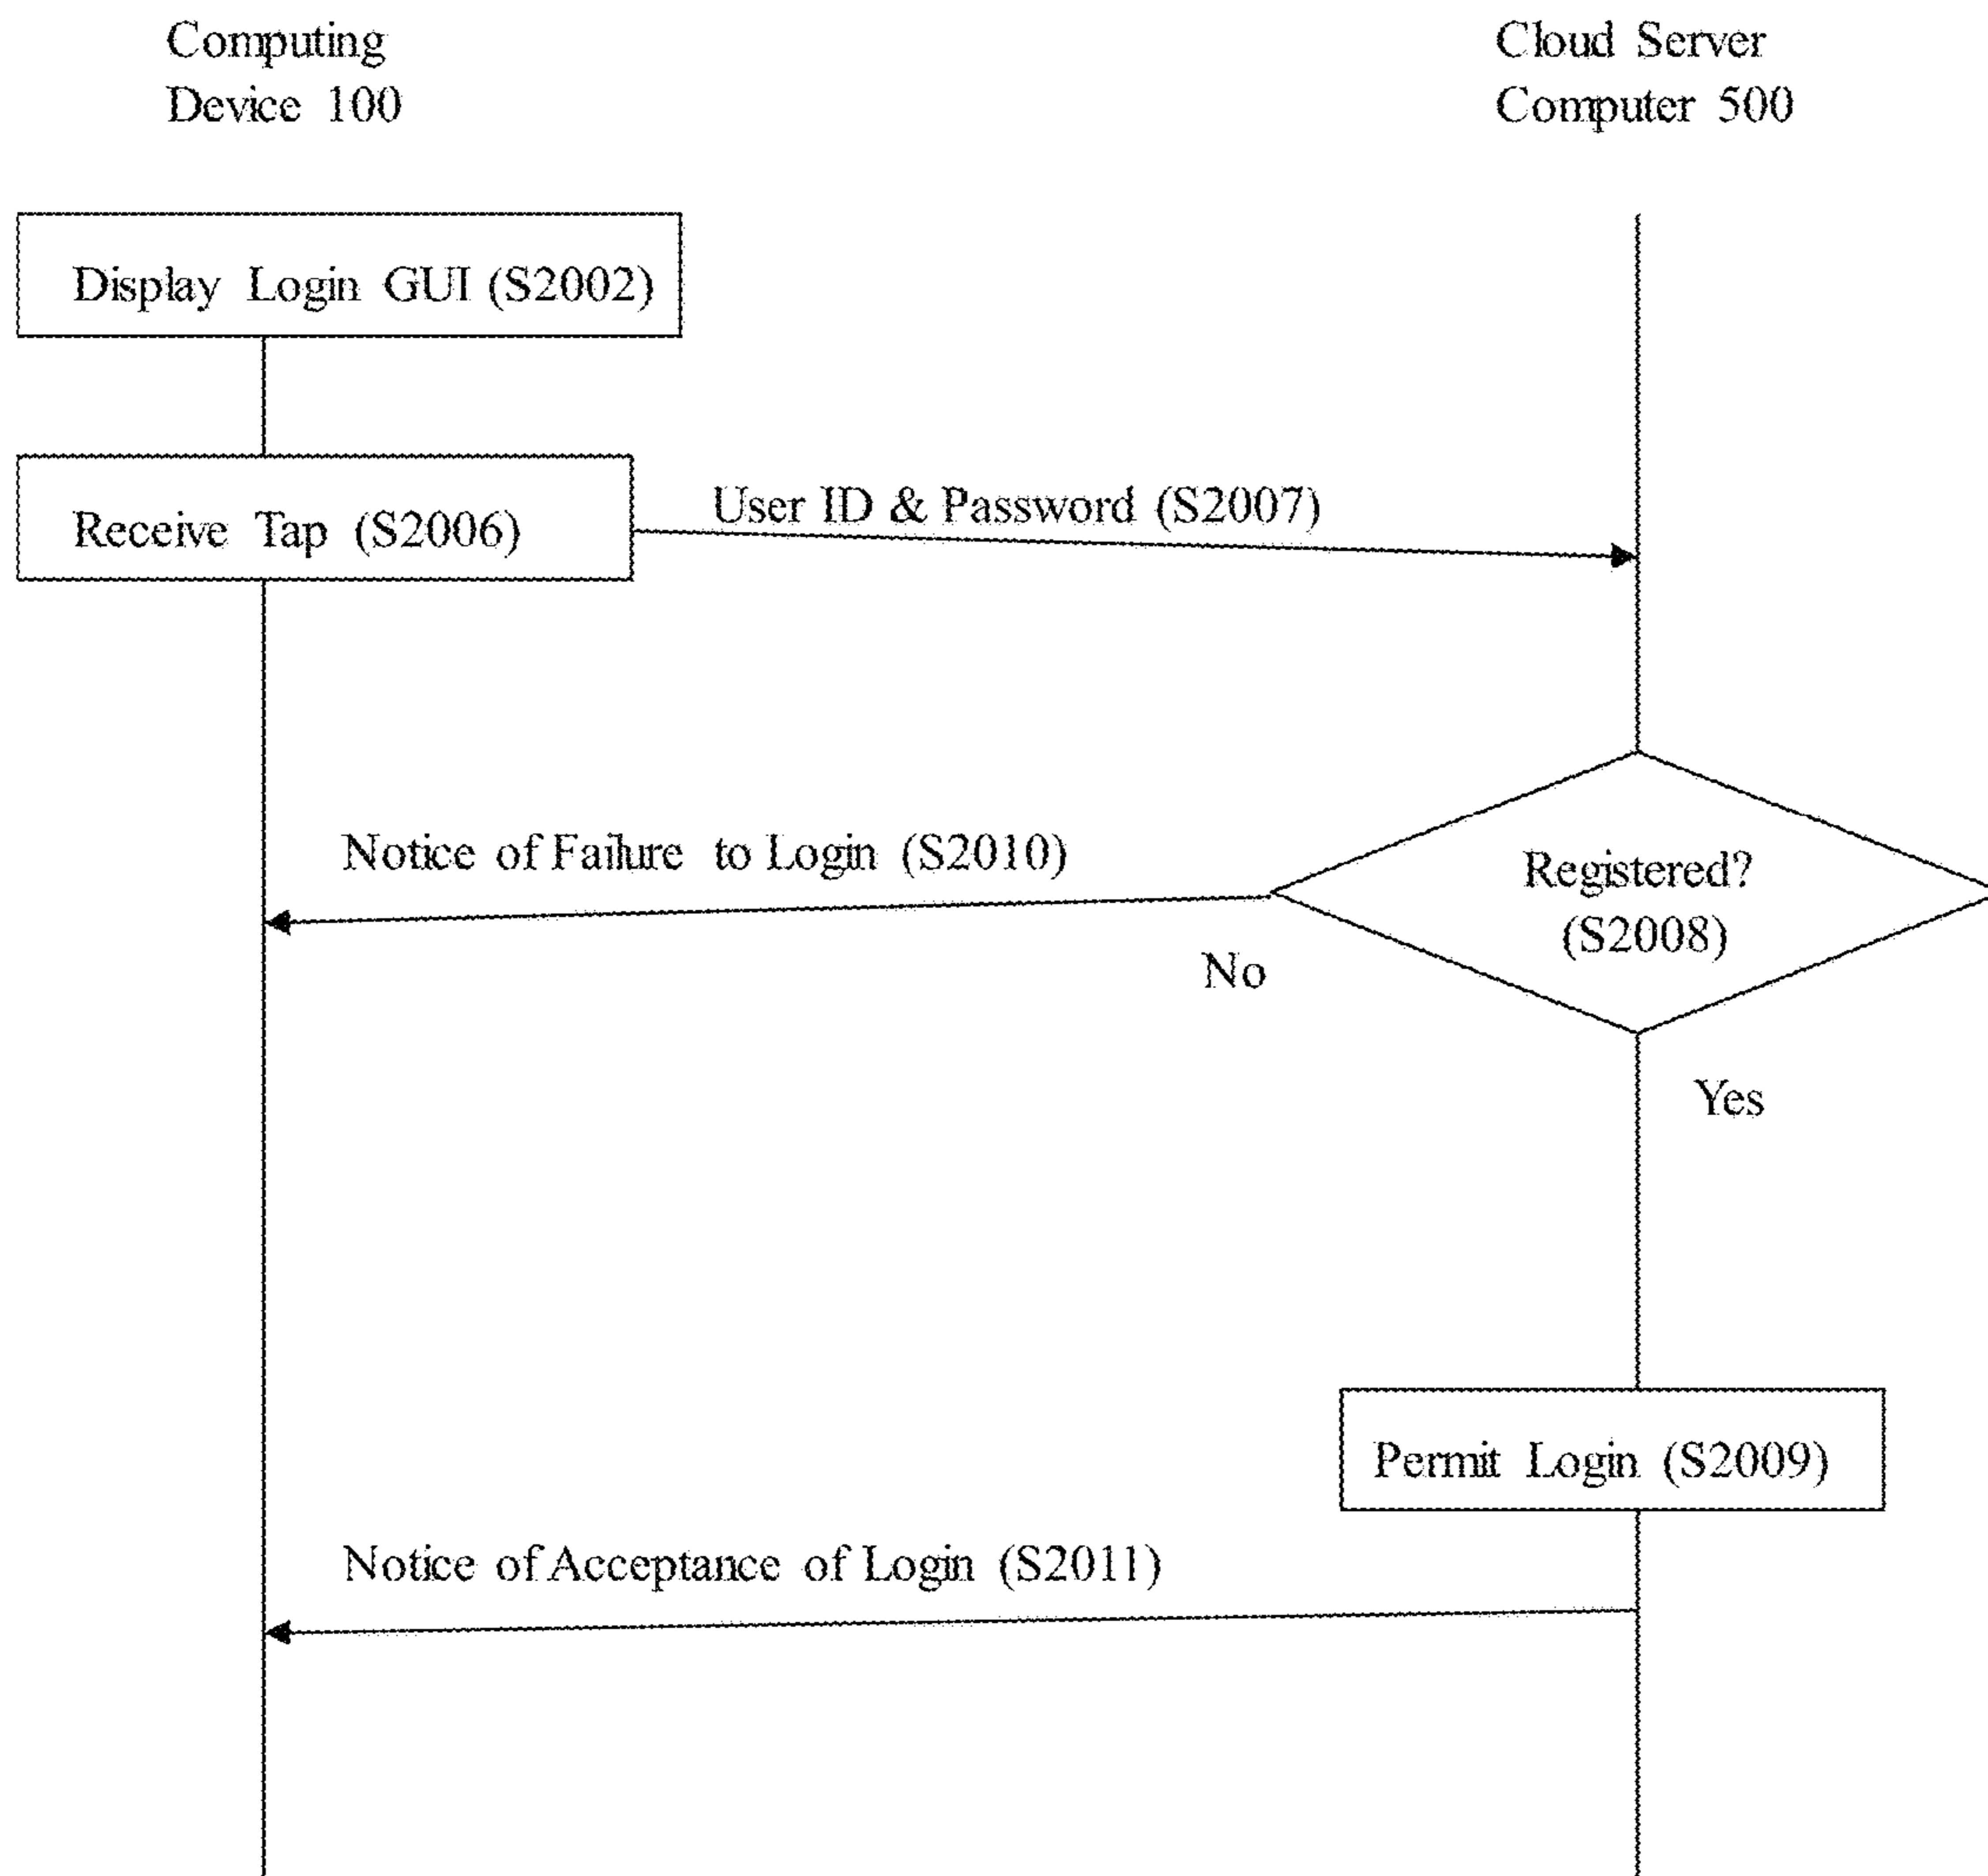 Computing
Device 100
Cloud Server
Computer 500
Display Login GUI (S2002)
Receive Tap (S2006)
User ID & Password (S2007)
Notice of Failure to Login (S2010)
Registered?
(S2008)
No
Yes
Permit Login (S2009)
Notice of Acceptance of Login (S2011)